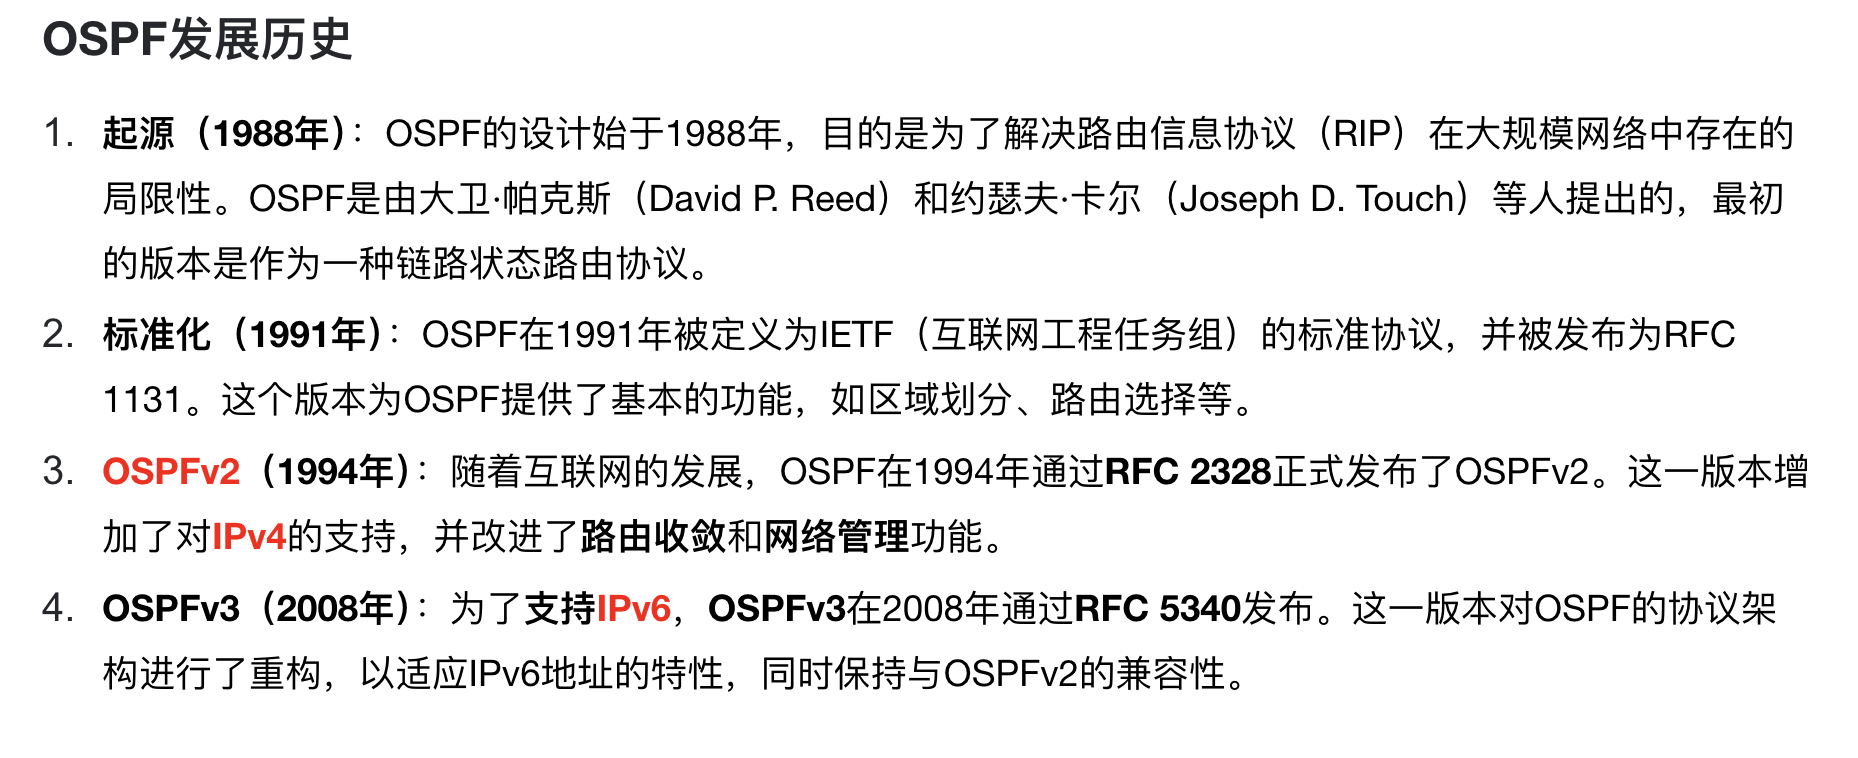 OSPF发展历史
1. 起源（1988年）：OSPF的设计始于1988年，目的是为了解决路由信息协议（RIP）在大规模网络中存在的
局限性。OSPF是由大卫·帕克斯（David P. Reed）和约瑟夫·卡尔（Joseph D. Touch）等人提出的，最初
的版本是作为一种链路状态路由协议。
2. 标准化（1991年）：OSPF在1991年被定义为IETF（互联网工程任务组）的标准协议，并被发布为RFC
1131。这个版本为OSPF提供了基本的功能，如区域划分、路由选择等。
3. OSPFv2（1994年）：随着互联网的发展，OSPF在1994年通过RFC 2328正式发布了OSPFv2。这一版本增
加了对IPv4的支持，并改进了路由收敛和网络管理功能。
4. OSPFv3（2008年）：为了支持IPv6，OSPFv3在2008年通过RFC 5340发布。这一版本对OSPF的协议架
构进行了重构，以适应IPv6地址的特性，同时保持与OSPFv2的兼容性。